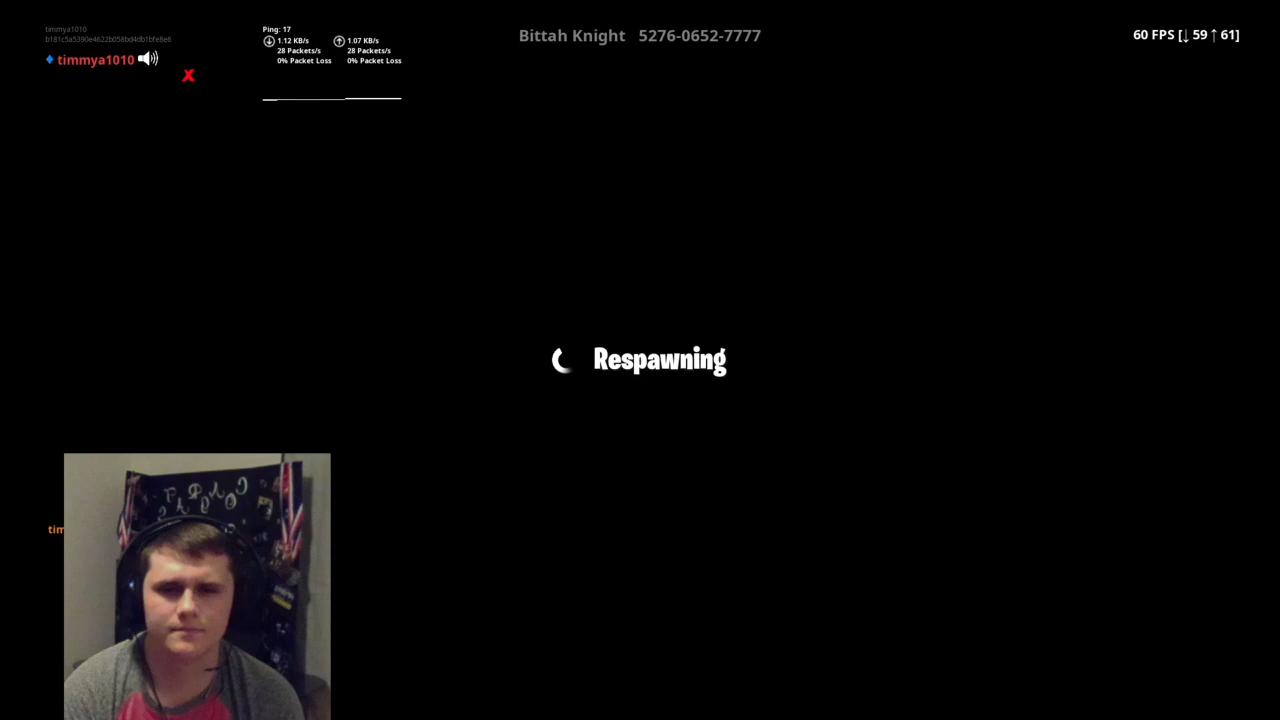 timmya1010
b181c5a5390e4622b058bd4db1bfe8e6
timmya1010
X
Ping: 17
1.12 KB/s
1.07 KB/s
28 Packets/s
28 Packets/s
0% Packet Loss
0% Packet Loss
Bittah Knight 5276-0652-7777
60 FPS [↓ 59 ↑ 61]
Respawning
tim